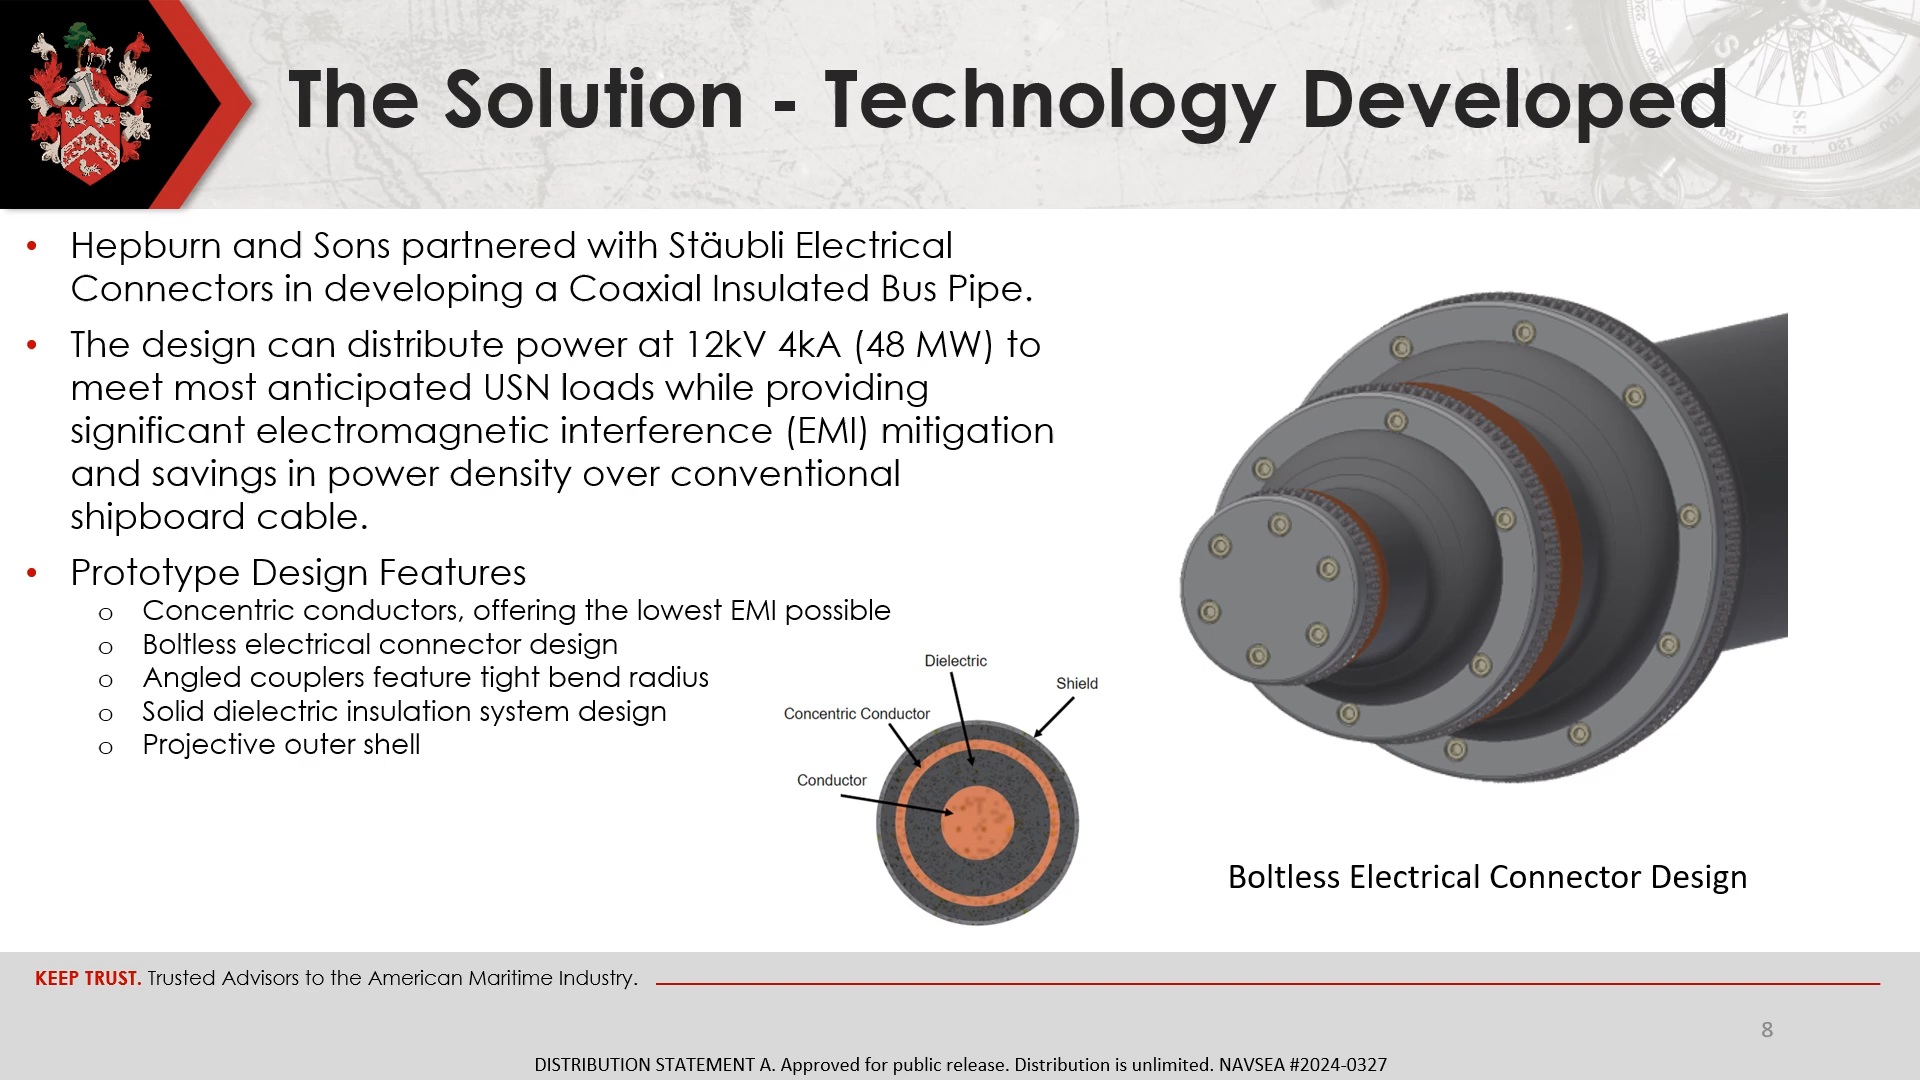 The Solution - Technology Developed
• Hepburn and Sons partnered with Stäubli Electrical
Connectors in developing a Coaxial Insulated Bus Pipe.
• The design can distribute power at 12kV 4kA (48 MW) to
meet most anticipated USN loads while providing
significant electromagnetic interference (EMI) mitigation
and savings in power density over conventional
shipboard cable.
• Prototype Design Features
o Concentric conductors, offering the lowest EMI possible
o Boltless electrical connector design
o Angled couplers feature tight bend radius
o Solid dielectric insulation system design
o Projective outer shell
Dielectric
Shield
Concentric Conductor
Conductor
Boltless Electrical Connector Design
KEEP TRUST. Trusted Advisors to the American Maritime Industry.
8
DISTRIBUTION STATEMENT A. Approved for public release. Distribution is unlimited. NAVSEA #2024-0327